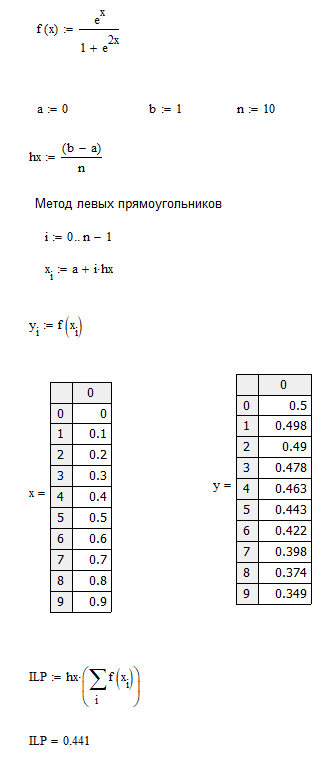 f(x) := e^x / (1 + e^(2x))
a := 0 b := 1 n := 10
hx := (b − a) / n
Метод левых прямоугольников
i := 0.. n − 1
x_i := a + i·hx
y_i := f(x_i)
x =
0
0 0
1 0.1
2 0.2
3 0.3
4 0.4
5 0.5
6 0.6
7 0.7
8 0.8
9 0.9
y =
0
0 0.5
1 0.498
2 0.49
3 0.478
4 0.463
5 0.443
6 0.422
7 0.398
8 0.374
9 0.349
ILP := hx·(∑_i f(x_i))
ILP = 0.441